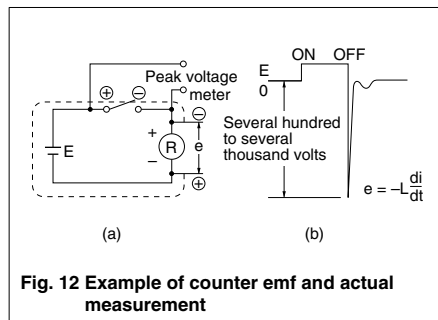 ON OFF
E
0
Peak voltage
meter
⊕ ⊖
⊖
+
E
R
e
−
⊕
Several hundred
to several
thousand volts
e = –L di/dt
(a) (b)
Fig. 12 Example of counter emf and actual
measurement